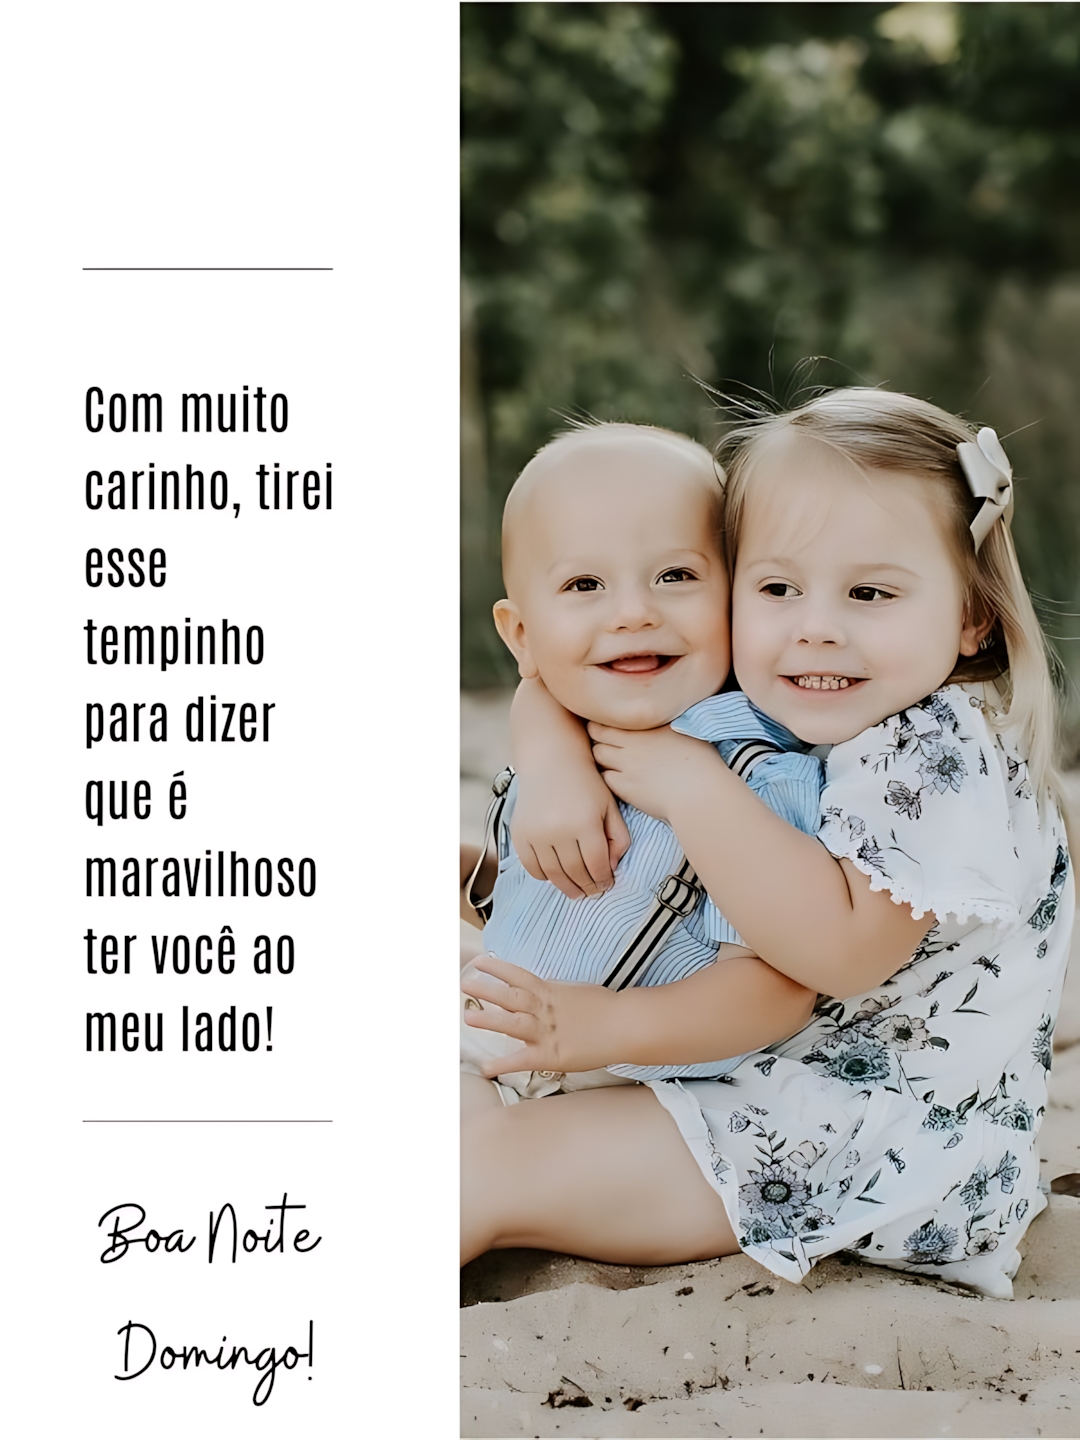 Com muito
carinho, tirei
esse
tempinho
para dizer
que é
maravilhoso
ter você ao
meu lado!
Boa Noite
Domingo!